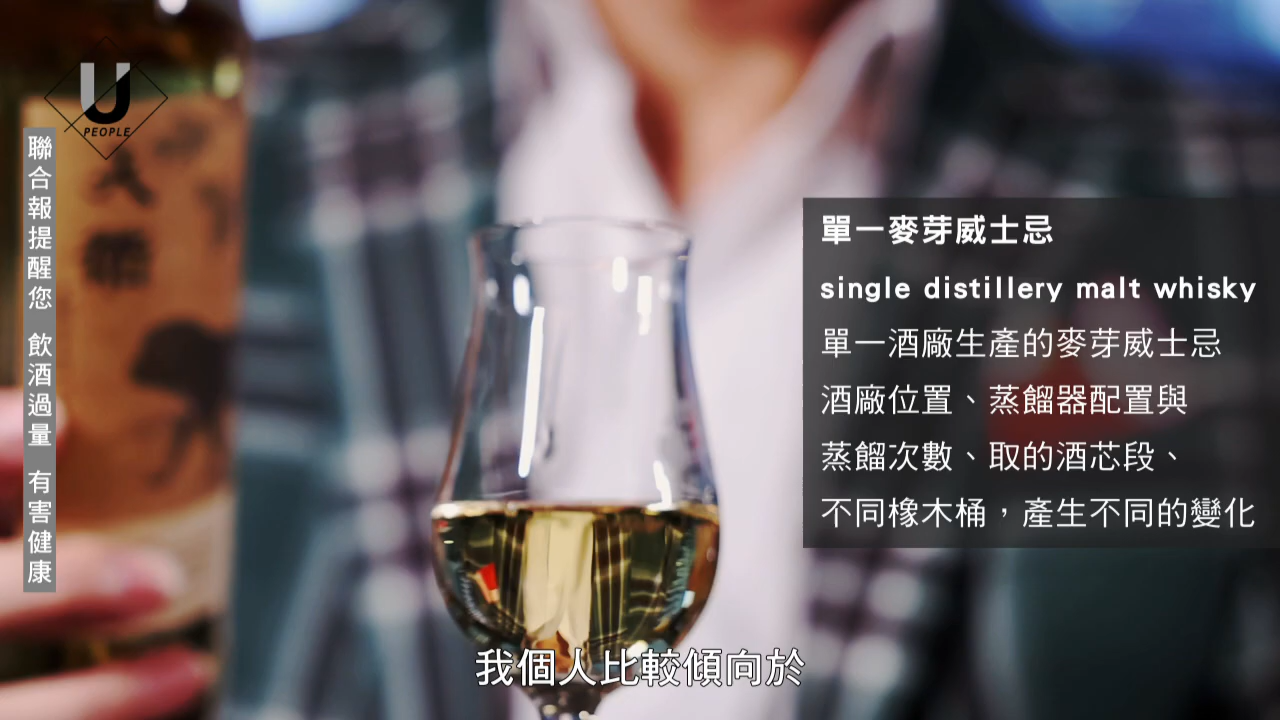 U
PEOPLE
聯合報提醒您 飲酒過量 有害健康
單一麥芽威士忌
single distillery malt whisky
單一酒廠生產的麥芽威士忌
酒廠位置、蒸餾器配置與
蒸餾次數、取的酒芯段、
不同橡木桶，產生不同的變化
我個人比較傾向於